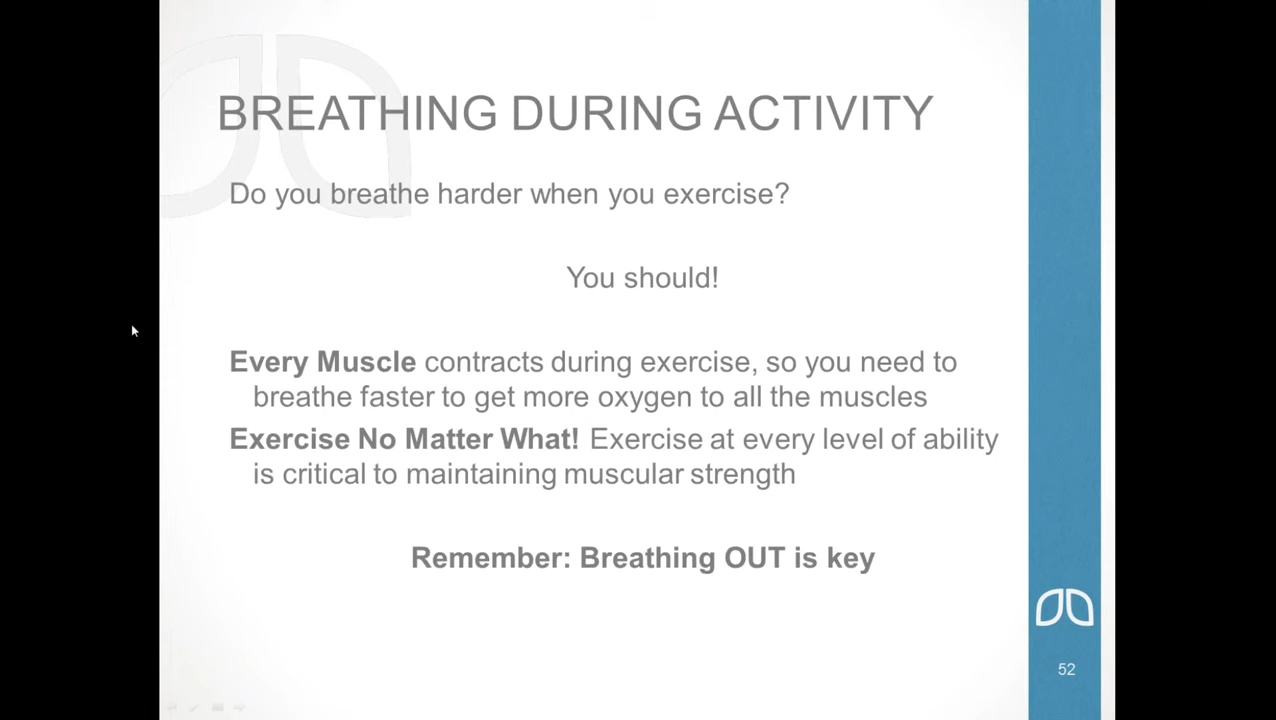 BREATHING DURING ACTIVITY
Do you breathe harder when you exercise?
You should!
Every Muscle contracts during exercise, so you need to
breathe faster to get more oxygen to all the muscles
Exercise No Matter What! Exercise at every level of ability
is critical to maintaining muscular strength
Remember: Breathing OUT is key
52